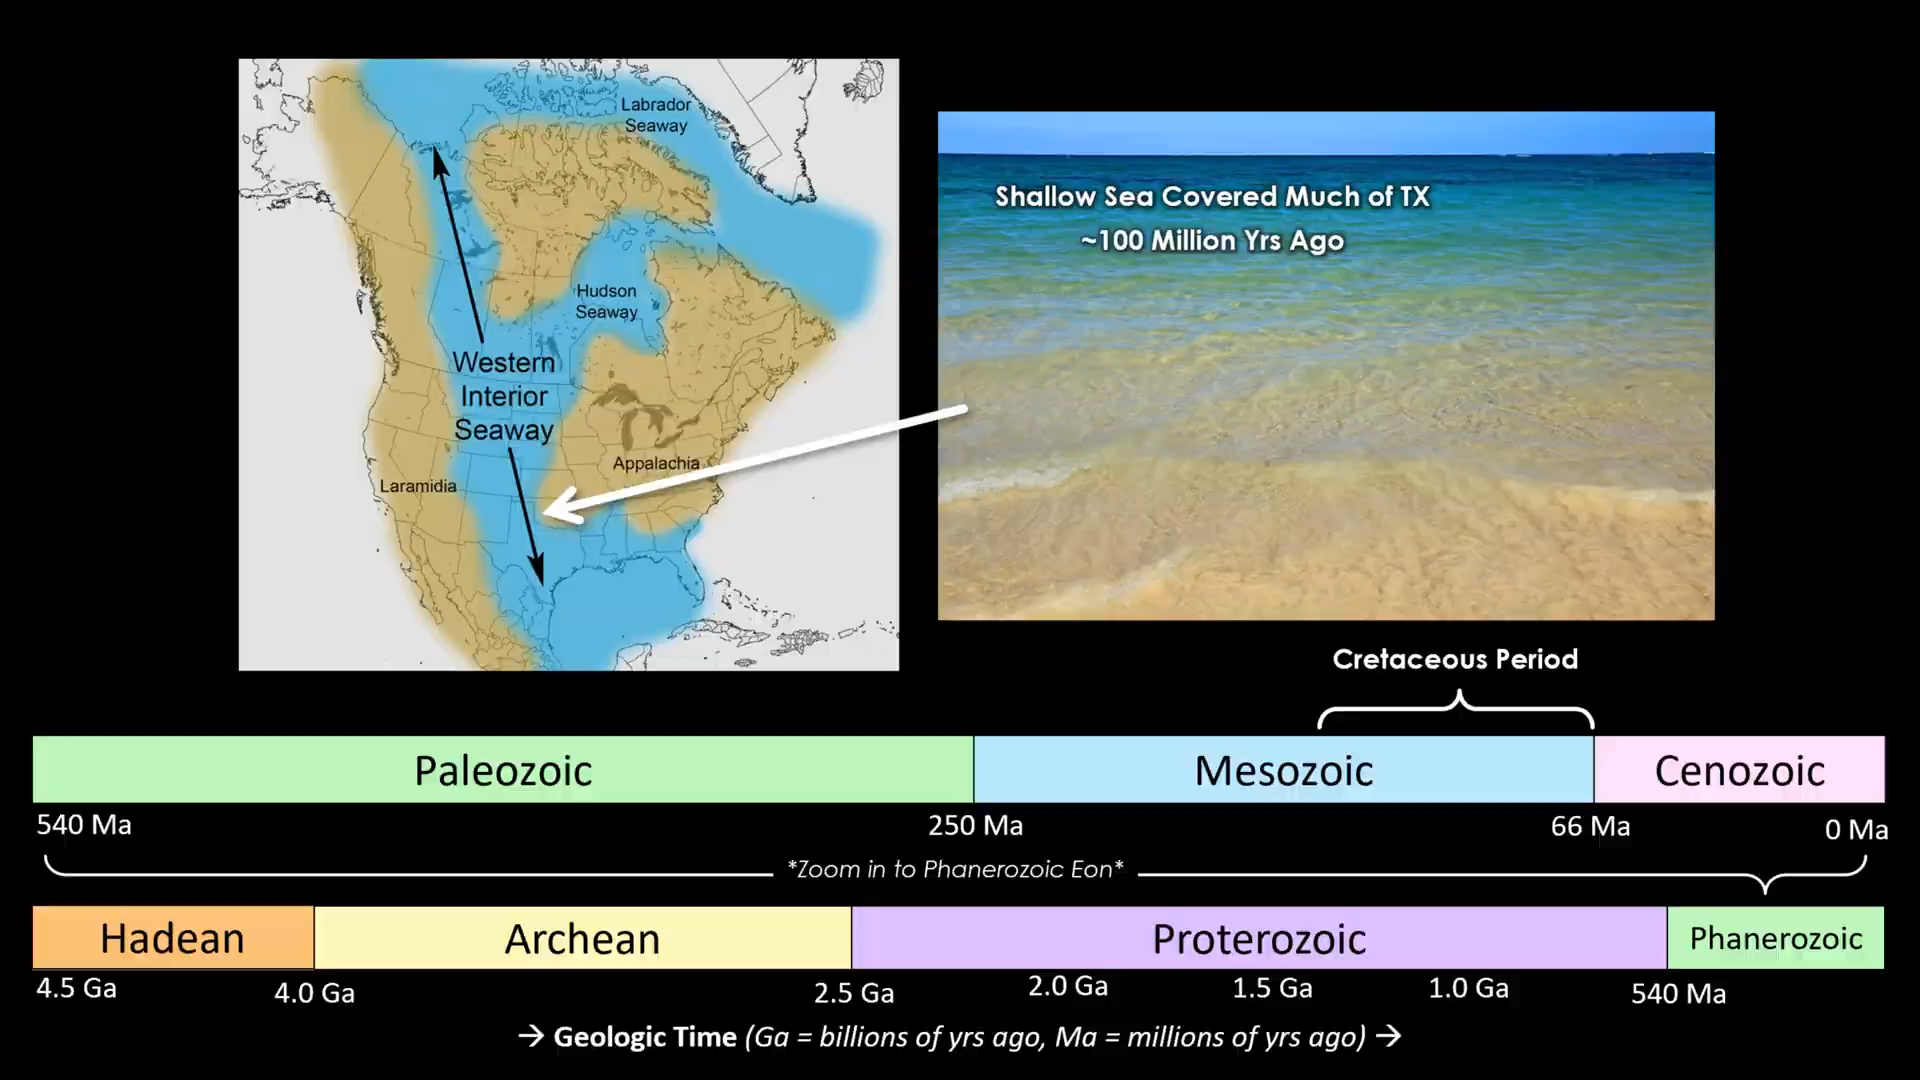 Labrador
Seaway
Hudson
Seaway
Western
Interior
Seaway
Appalachia
Laramidia
Shallow Sea Covered Much of TX
~100 Million Yrs Ago
Cretaceous Period
Paleozoic Mesozoic Cenozoic
540 Ma 250 Ma 66 Ma 0 Ma
*Zoom in to Phanerozoic Eon*
Hadean Archean Proterozoic Phanerozoic
4.5 Ga 4.0 Ga 2.5 Ga 2.0 Ga 1.5 Ga 1.0 Ga 540 Ma
→ Geologic Time (Ga = billions of yrs ago, Ma = millions of yrs ago) →